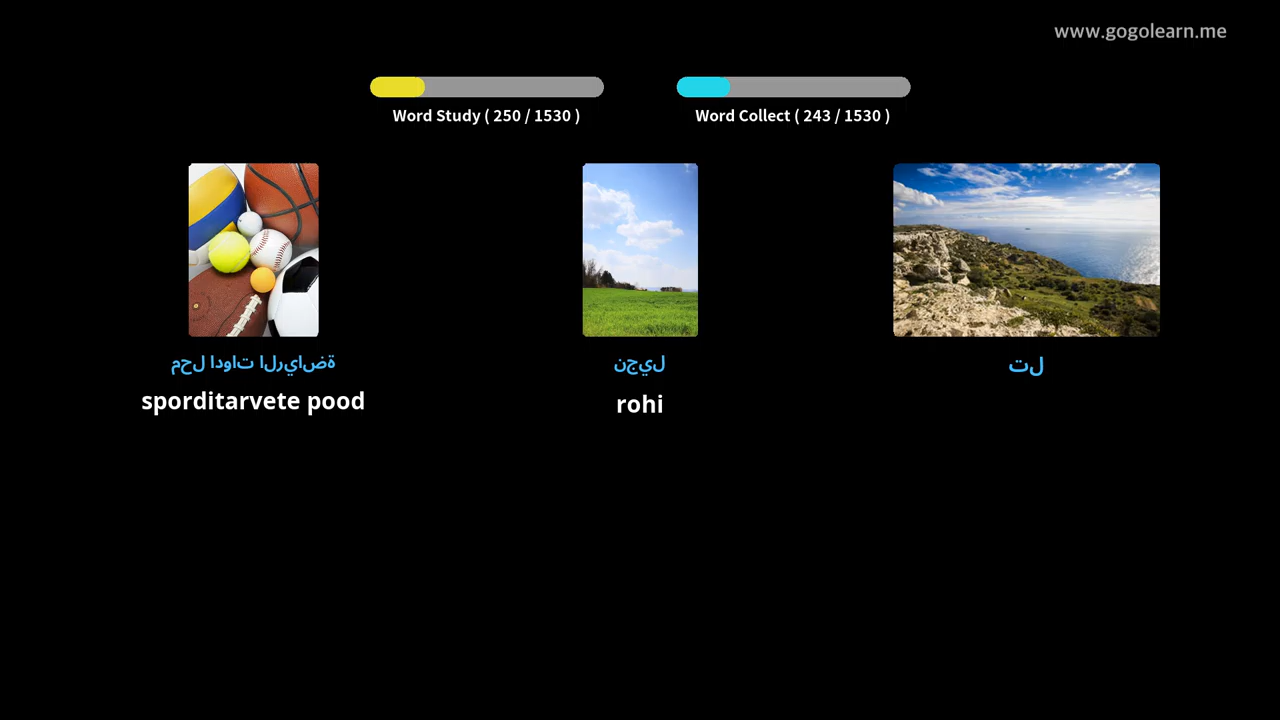 www.gogolearn.me
Word Study ( 250 / 1530 )
Word Collect ( 243 / 1530 )
محل ادوات الرياضة
sporditarvete pood
نجيل
rohi
تل